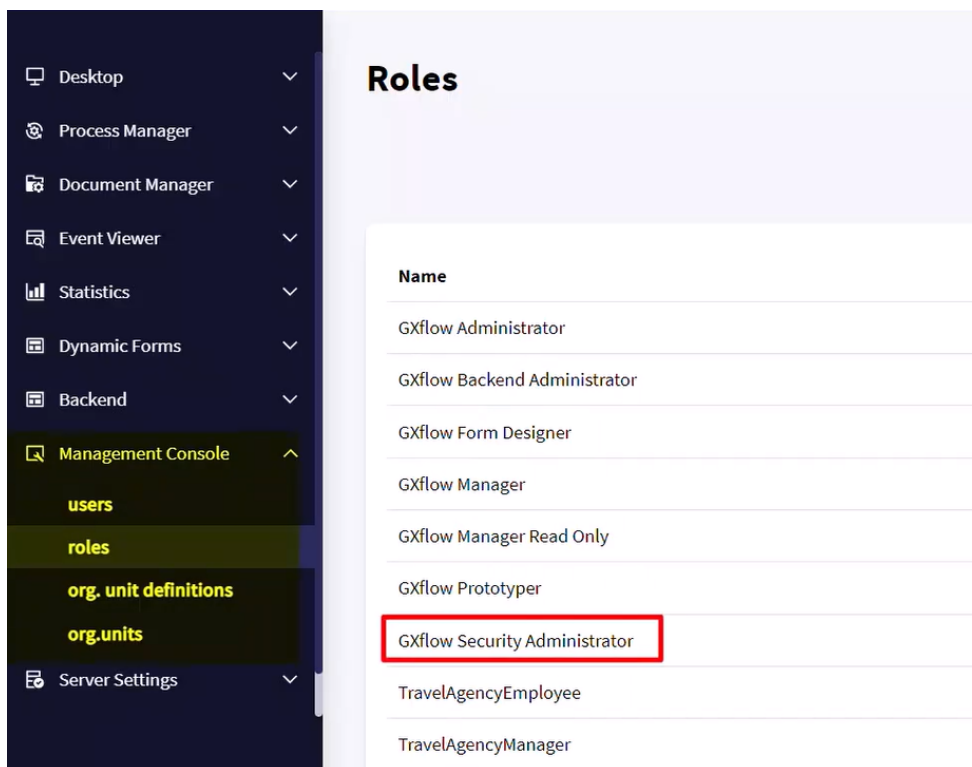 Desktop
Process Manager
Document Manager
Event Viewer
Statistics
Dynamic Forms
Backend
Management Console
users
roles
org. unit definitions
org.units
Server Settings
Roles
Name
GXflow Administrator
GXflow Backend Administrator
GXflow Form Designer
GXflow Manager
GXflow Manager Read Only
GXflow Prototyper
GXflow Security Administrator
TravelAgencyEmployee
TravelAgencyManager